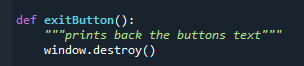 def exitButton():
    """prints back the buttons text"""
    window.destroy()